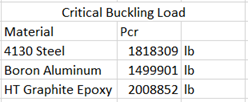 Critical Buckling Load
Material Pcr
4130 Steel 1818309 lb
Boron Aluminum 1499901 lb
HT Graphite Epoxy 2008852 lb